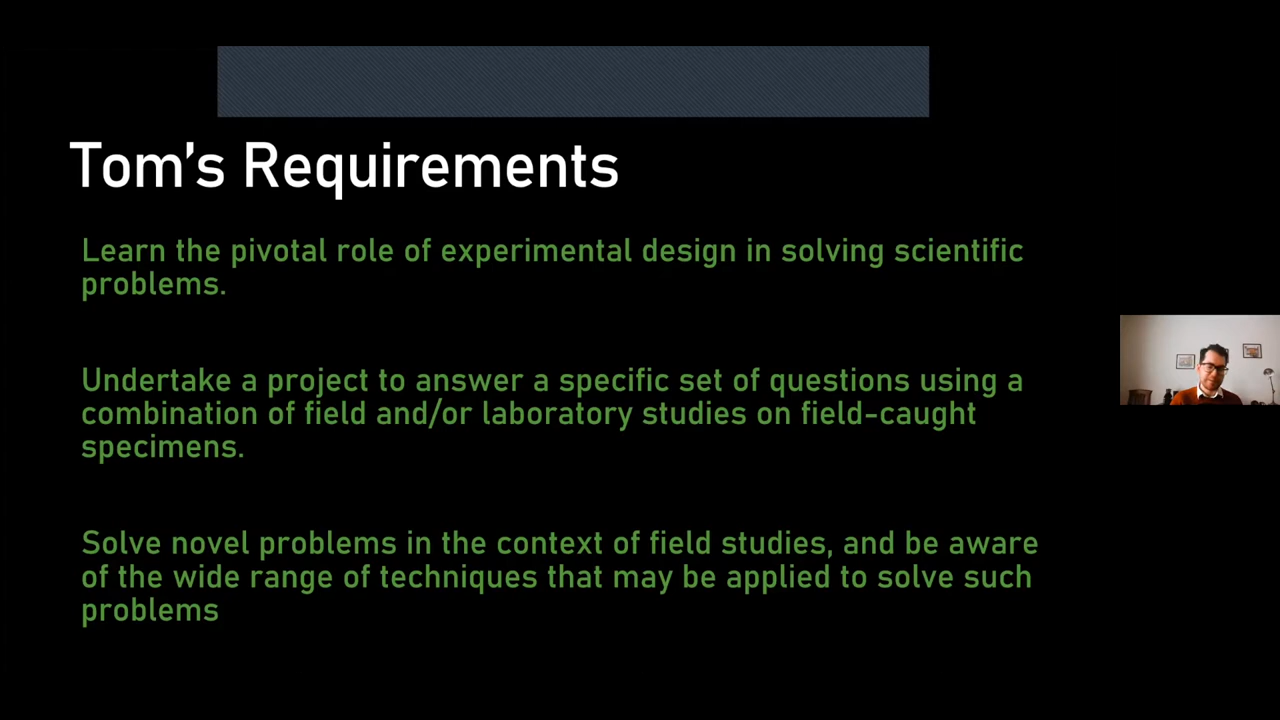 Tom's Requirements
Learn the pivotal role of experimental design in solving scientific
problems.
Undertake a project to answer a specific set of questions using a
combination of field and/or laboratory studies on field-caught
specimens.
Solve novel problems in the context of field studies, and be aware
of the wide range of techniques that may be applied to solve such
problems